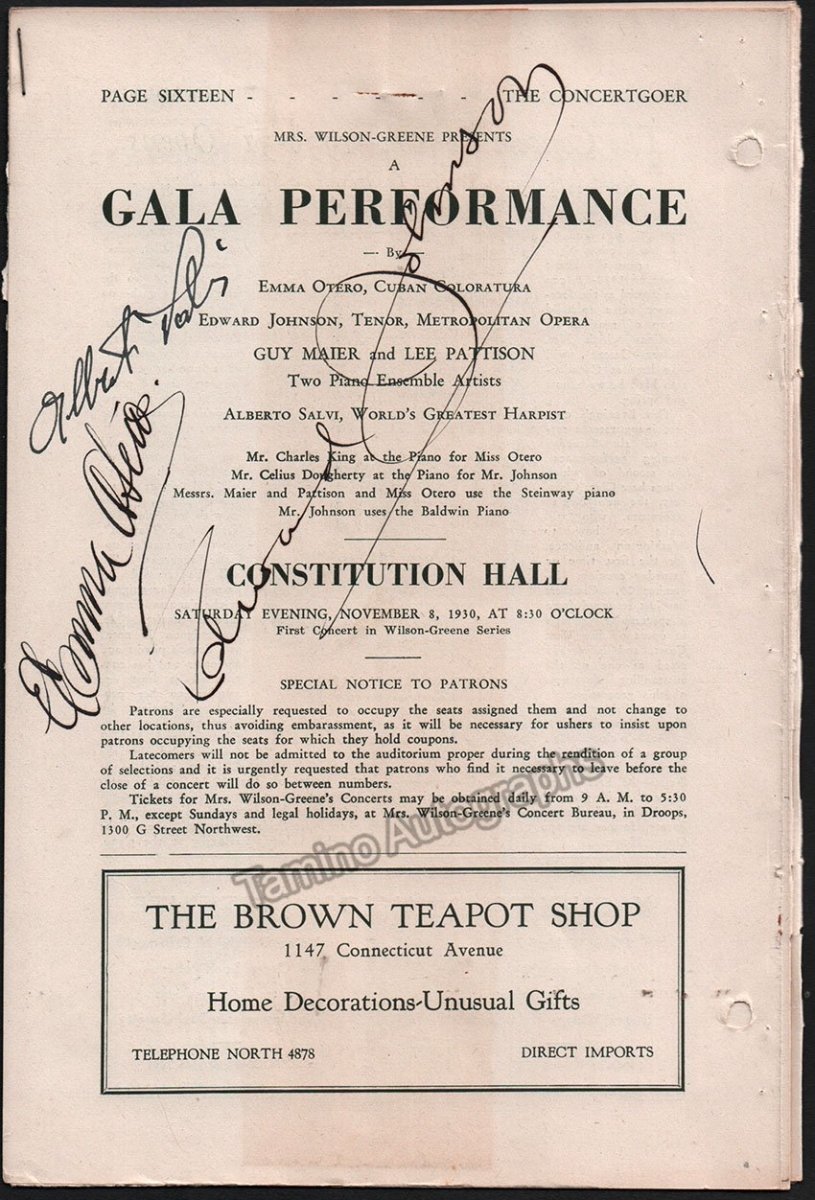 PAGE SIXTEEN - - - - - - THE CONCERTGOER
MRS. WILSON-GREENE PRESENTS
A
GALA PERFORMANCE
— By —
EMMA OTERO, CUBAN COLORATURA
EDWARD JOHNSON, TENOR, METROPOLITAN OPERA
GUY MAIER and LEE PATTISON
TWO PIANO ENSEMBLE ARTISTS
ALBERTO SALVI, WORLD'S GREATEST HARPIST
Mr. Charles King at the Piano for Miss Otero
Mr. Celius Dougherty at the Piano for Mr. Johnson
Messrs. Maier and Pattison and Miss Otero use the Steinway piano
Mr. Johnson uses the Baldwin Piano
CONSTITUTION HALL
SATURDAY EVENING, NOVEMBER 8, 1930, AT 8:30 O'CLOCK
First Concert in Wilson-Greene Series
SPECIAL NOTICE TO PATRONS
Patrons are especially requested to occupy the seats assigned them and not change to
other locations, thus avoiding embarassment, as it will be necessary for ushers to insist upon
patrons occupying the seats for which they hold coupons.
Latecomers will not be admitted to the auditorium proper during the rendition of a group
of selections and it is urgently requested that patrons who find it necessary to leave before the
close of a concert will do so between numbers.
Tickets for Mrs. Wilson-Greene's Concerts may be obtained daily from 9 A. M. to 5:30
P. M., except Sundays and legal holidays, at Mrs. Wilson-Greene's Concert Bureau, in Droops,
1300 G Street Northwest.
THE BROWN TEAPOT SHOP
1147 Connecticut Avenue
Home Decorations-Unusual Gifts
TELEPHONE NORTH 4878 DIRECT IMPORTS
Alberto Salvi
Emma Otero
Edward Johnson
Tamino Autographs